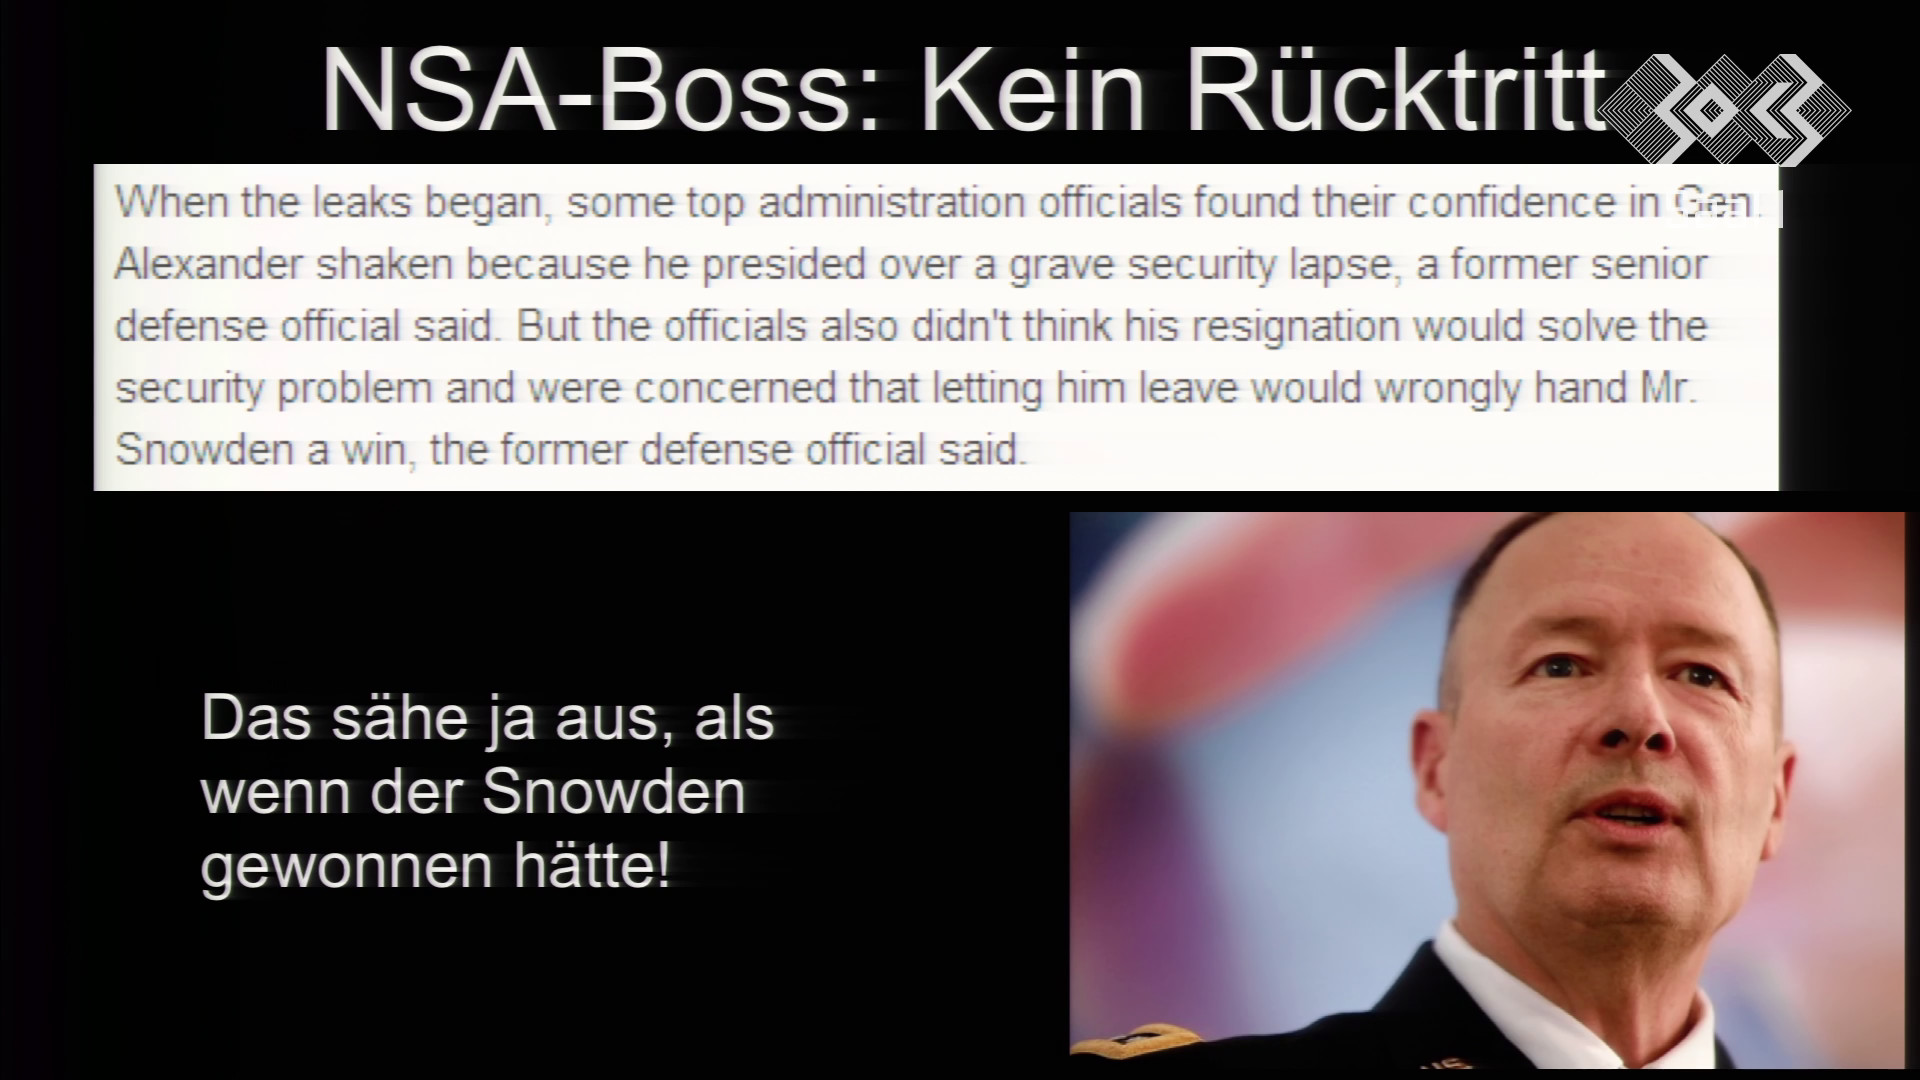 NSA-Boss: Kein Rücktritt
When the leaks began, some top administration officials found their confidence in Gen.
Alexander shaken because he presided over a grave security lapse, a former senior
defense official said. But the officials also didn't think his resignation would solve the
security problem and were concerned that letting him leave would wrongly hand Mr.
Snowden a win, the former defense official said.
Das sähe ja aus, als
wenn der Snowden
gewonnen hätte!